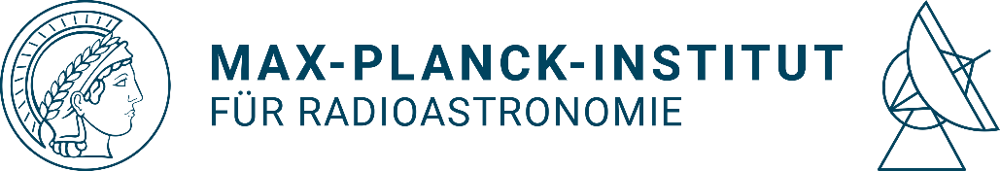 MAX-PLANCK-INSTITUT
FÜR RADIOASTRONOMIE